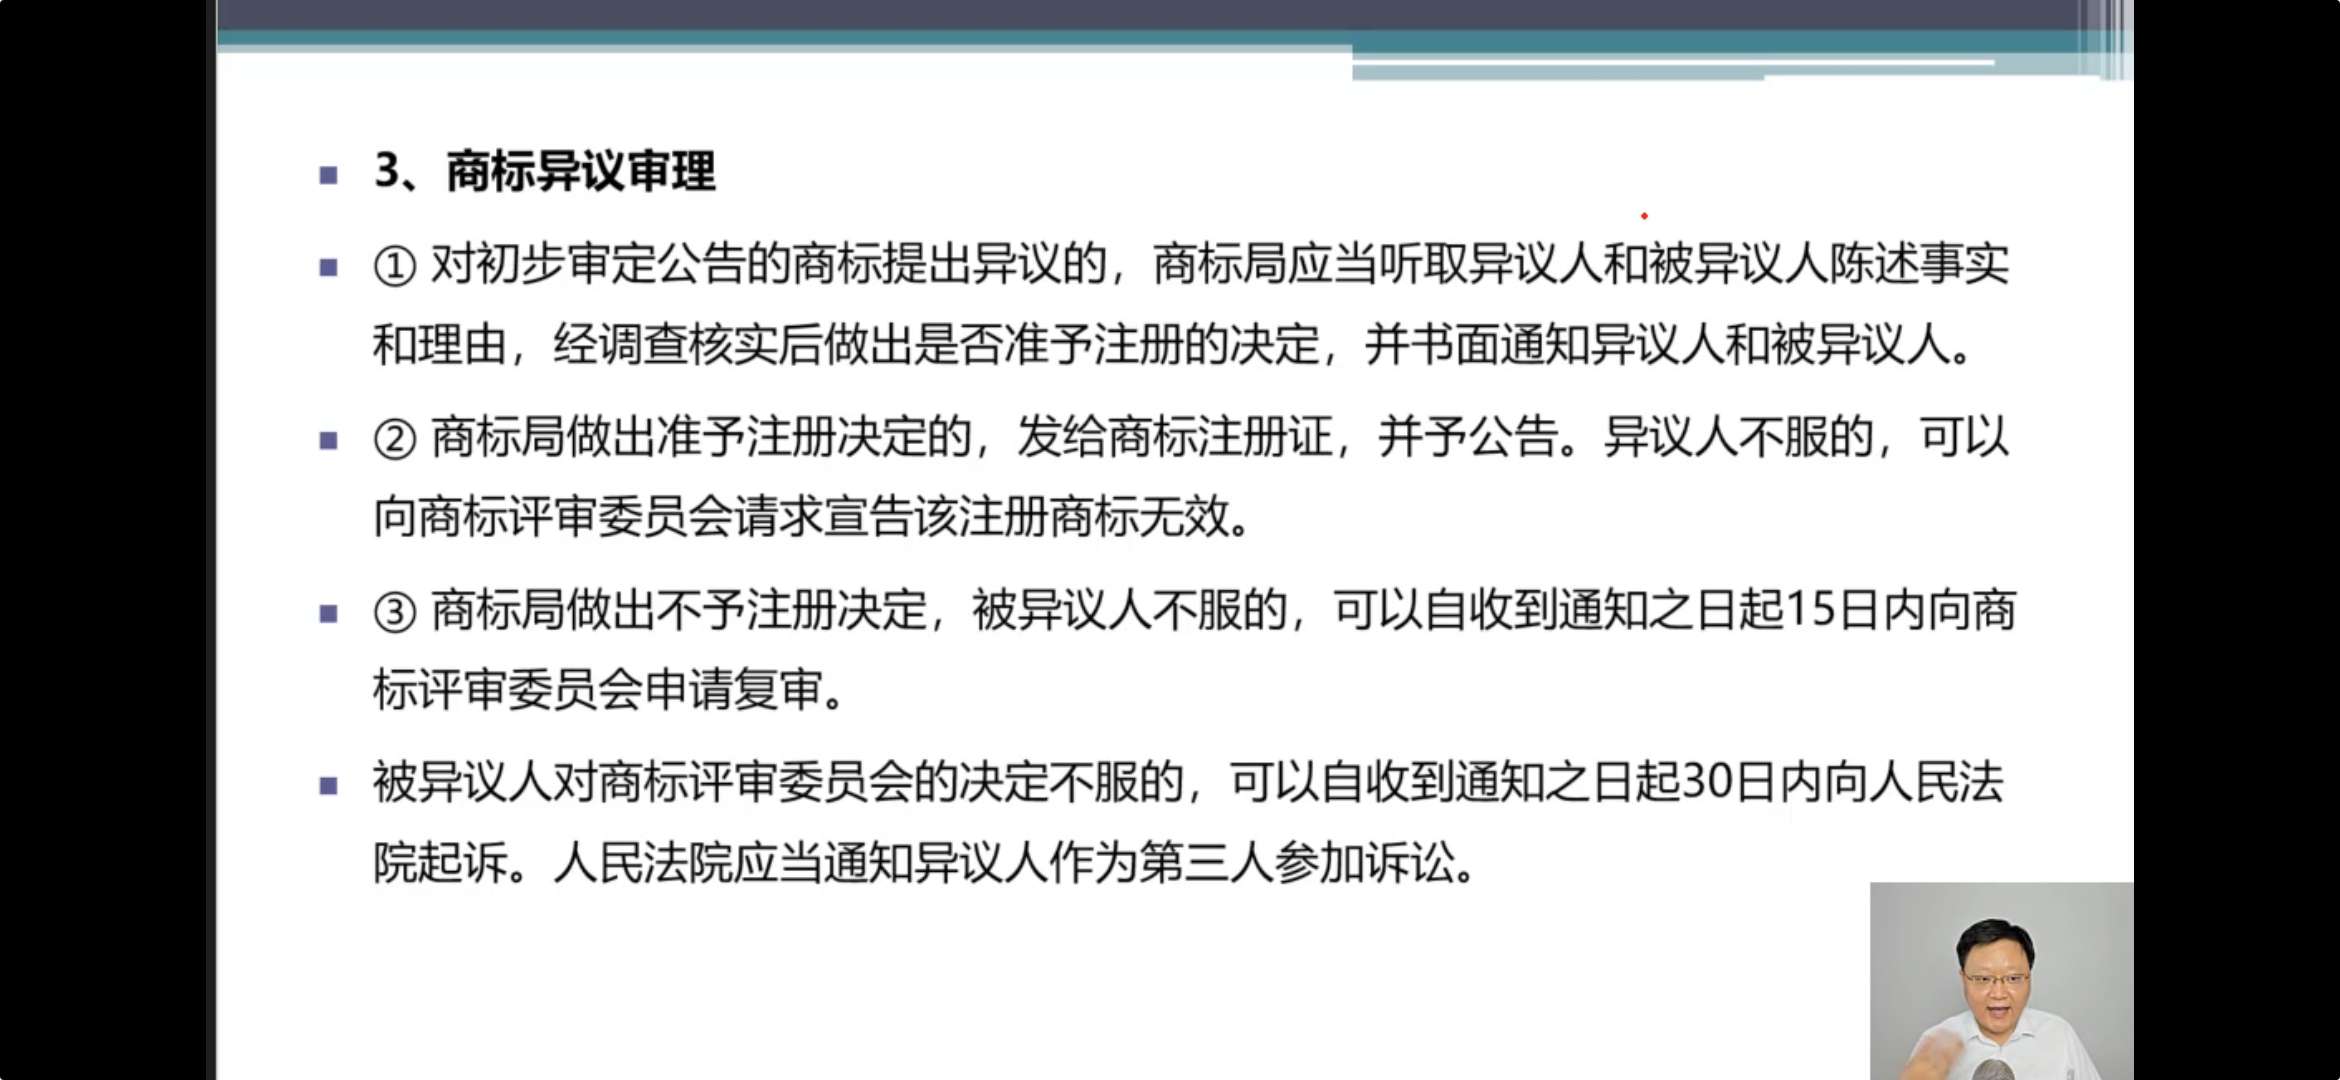 3、商标异议审理
① 对初步审定公告的商标提出异议的，商标局应当听取异议人和被异议人陈述事实
和理由，经调查核实后做出是否准予注册的决定，并书面通知异议人和被异议人。
② 商标局做出准予注册决定的，发给商标注册证，并予公告。异议人不服的，可以
向商标评审委员会请求宣告该注册商标无效。
③ 商标局做出不予注册决定，被异议人不服的，可以自收到通知之日起15日内向商
标评审委员会申请复审。
被异议人对商标评审委员会的决定不服的，可以自收到通知之日起30日内向人民法
院起诉。人民法院应当通知异议人作为第三人参加诉讼。